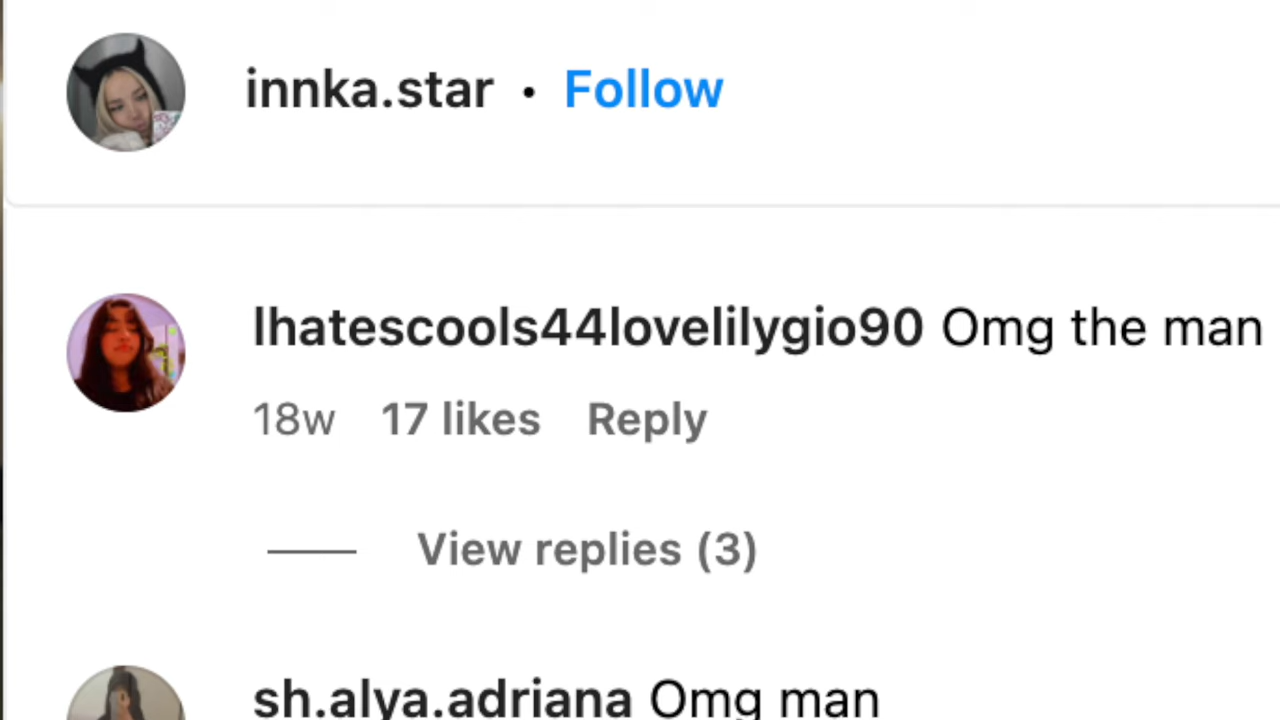 innka.star • Follow
lhatescools44lovelilygio90 Omg the man
18w 17 likes Reply
View replies (3)
sh.alya.adriana Omg man